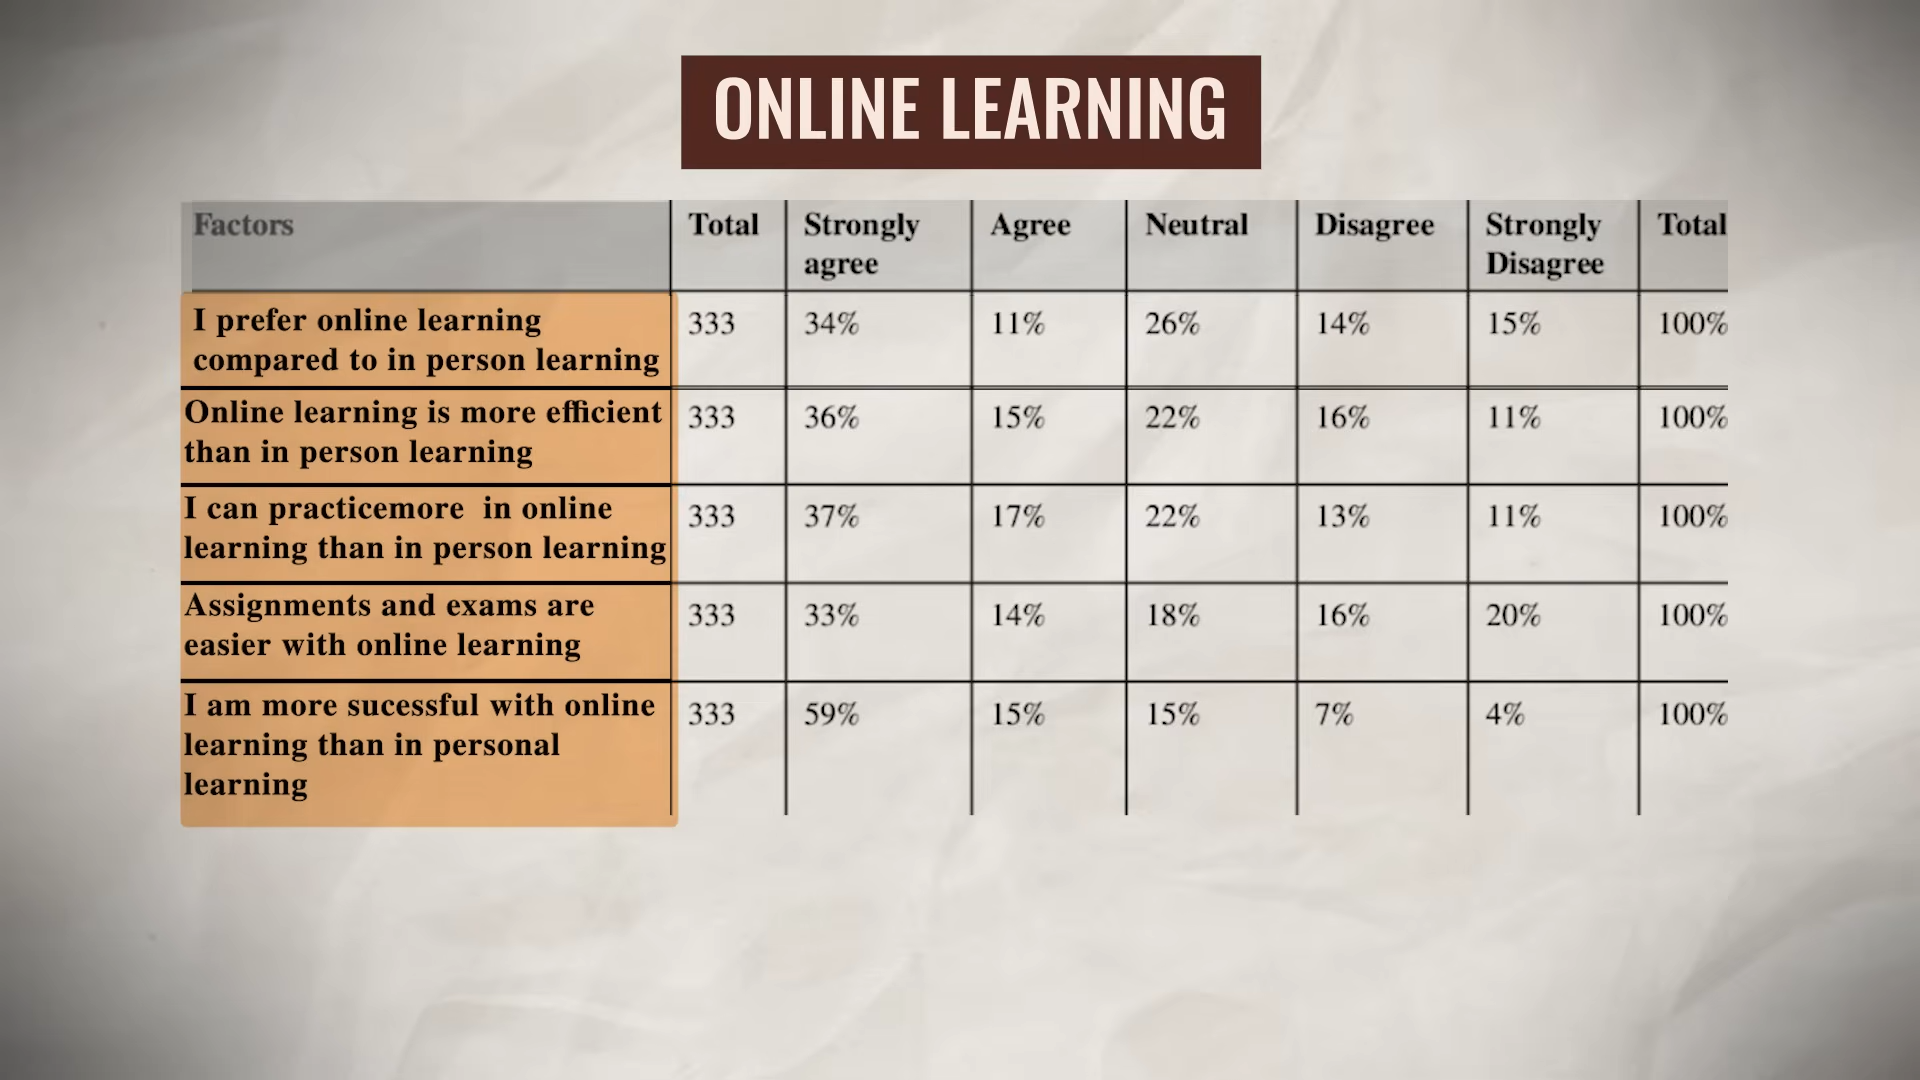 ONLINE LEARNING
Factors Total Strongly agree Agree Neutral Disagree Strongly Disagree Total
I prefer online learning
compared to in person learning 333 34% 11% 26% 14% 15% 100%
Online learning is more efficient
than in person learning 333 36% 15% 22% 16% 11% 100%
I can practicemore  in online
learning than in person learning 333 37% 17% 22% 13% 11% 100%
Assignments and exams are
easier with online learning 333 33% 14% 18% 16% 20% 100%
I am more sucessful with online
learning than in personal
learning 333 59% 15% 15% 7% 4% 100%